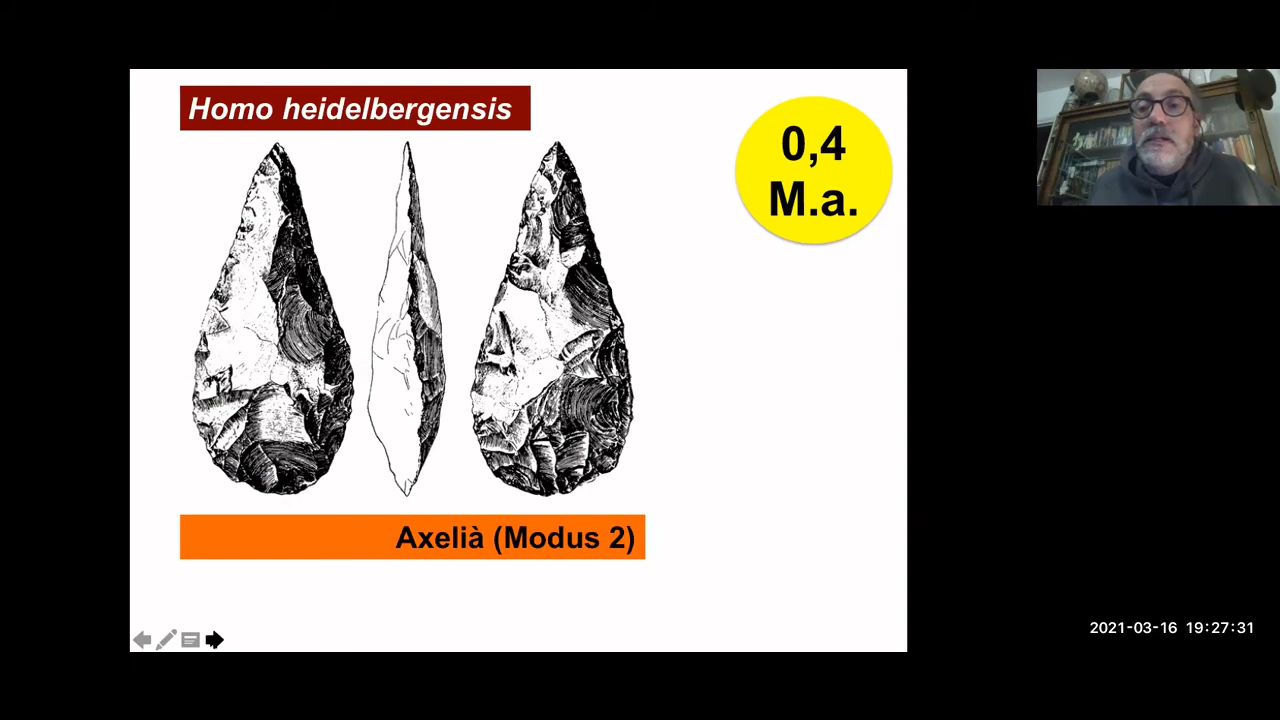 Homo heidelbergensis
0,4
M.a.
Axelià (Modus 2)
2021-03-16 19:27:31